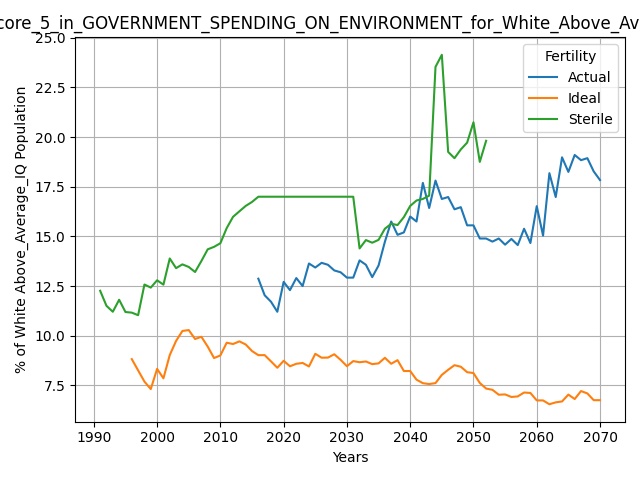 core_5_in_GOVERNMENT_SPENDING_ON_ENVIRONMENT_for_White_Above_Av
% of White Above_Average_IQ Population
25.0
22.5
20.0
17.5
15.0
12.5
10.0
7.5
Fertility
Actual
Ideal
Sterile
1990 2000 2010 2020 2030 2040 2050 2060 2070
Years